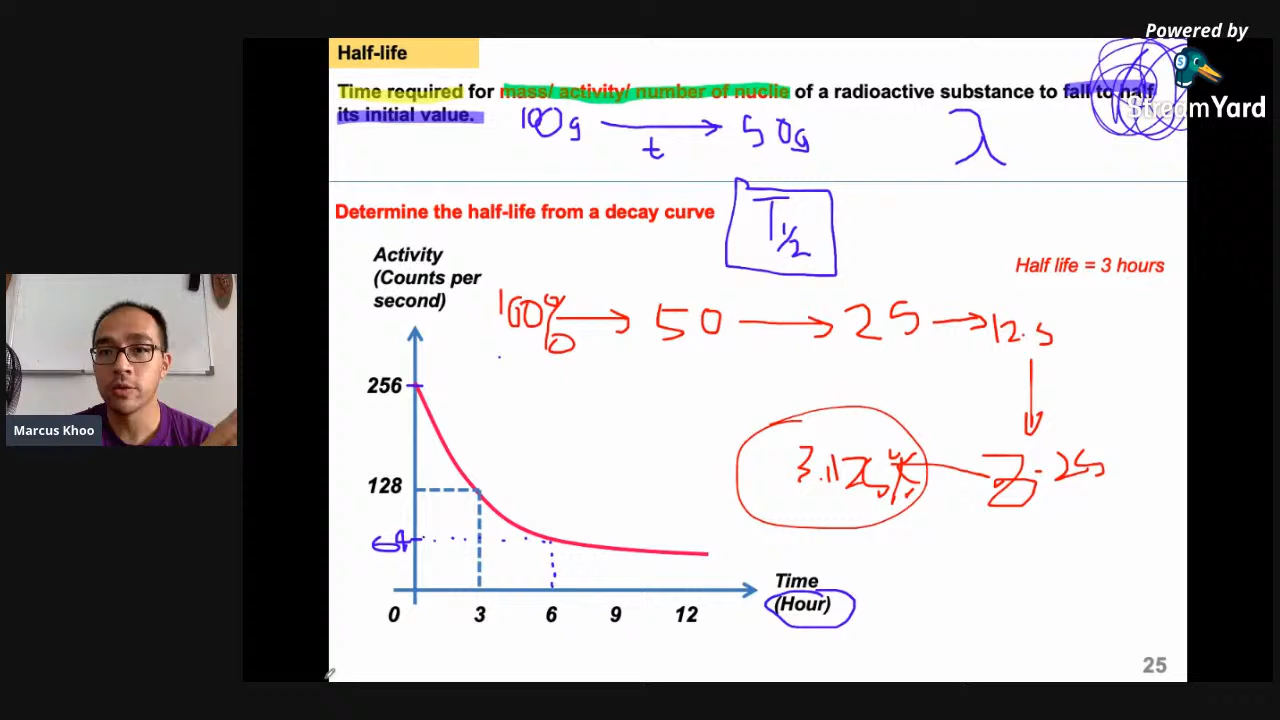 Powered by
StreamYard
Half-life
Time required for mass/ activity/ number of nuclie of a radioactive substance to fall to half
its initial value.
100g → 50g
t
λ
Determine the half-life from a decay curve
T1/2
Activity
(Counts per
second)
Half life = 3 hours
100% → 50 → 25 → 12.5
256
Marcus Khoo
128
3.125%
.25
64
Time
(Hour)
0 3 6 9 12
25